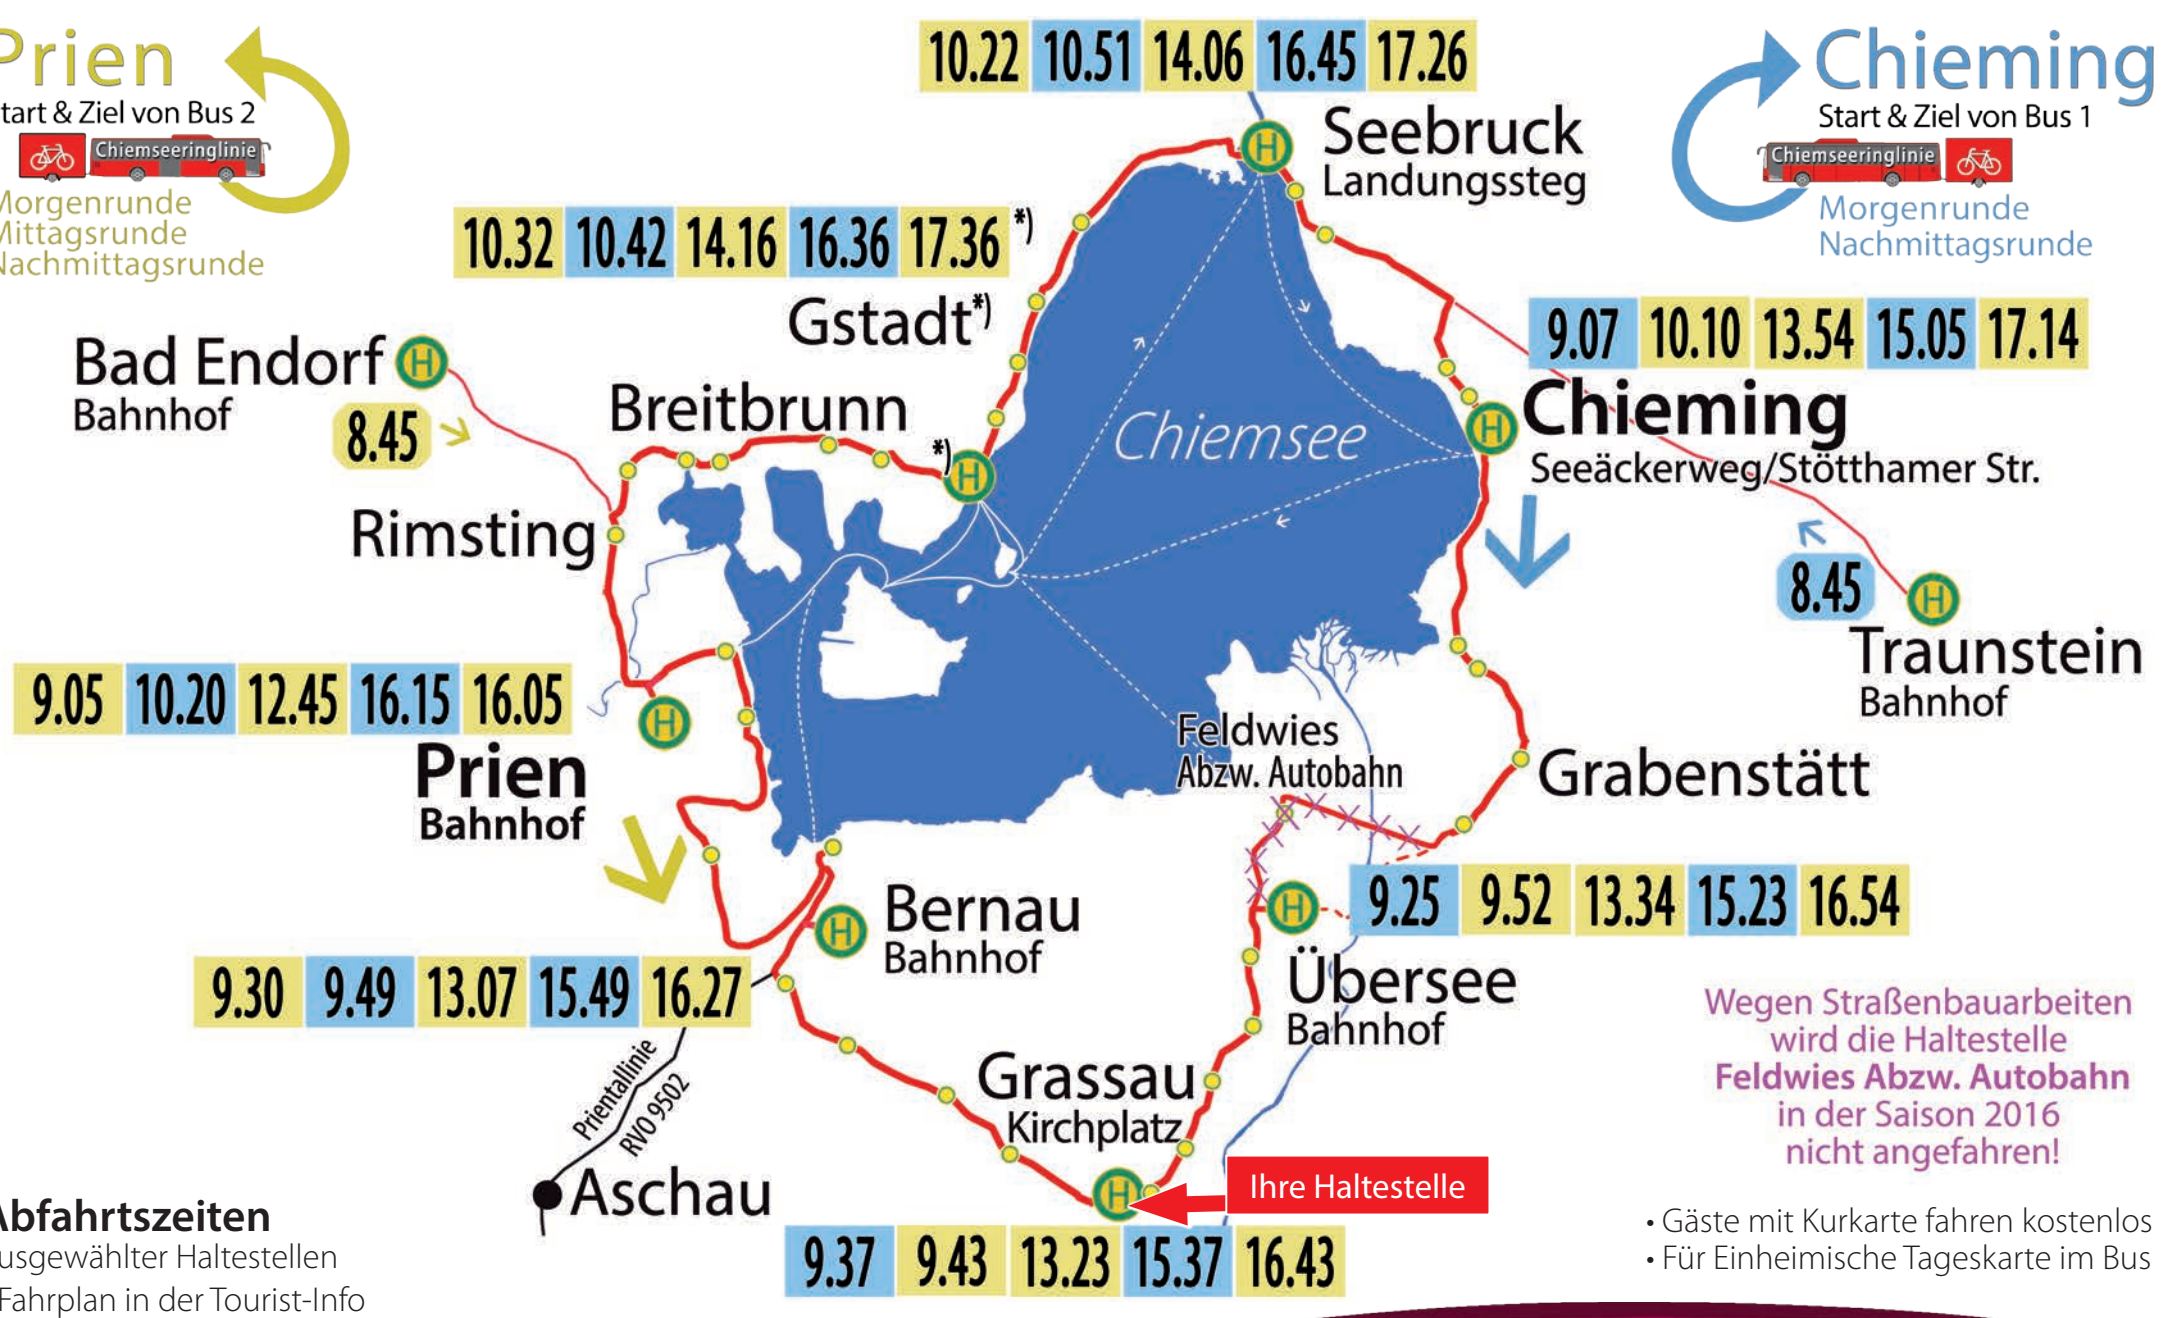 10.22 10.51 14.06 16.45 17.26
Prien
Start & Ziel von Bus 2
Chiemseeringlinie
Morgenrunde
Mittagsrunde
Nachmittagsrunde
Chieming
Start & Ziel von Bus 1
Chiemseeringlinie
Morgenrunde
Nachmittagsrunde
H
Seebruck
Landungssteg
10.32 10.42 14.16 16.36 17.36 *)
Gstadt*)
Bad Endorf H
Bahnhof
8.45
Breitbrunn
*) H
Chiemsee
9.07 10.10 13.54 15.05 17.14
H Chieming
Seeäckerweg/Stötthamer Str.
Rimsting
8.45
H
Traunstein
Bahnhof
9.05 10.20 12.45 16.15 16.05
H
Prien
Bahnhof
Feldwies
Abzw. Autobahn
Grabenstätt
H
Bernau
Bahnhof
9.30 9.49 13.07 15.49 16.27
H
9.25 9.52 13.34 15.23 16.54
Übersee
Bahnhof
Wegen Straßenbauarbeiten
wird die Haltestelle
Feldwies Abzw. Autobahn
in der Saison 2016
nicht angefahren!
Prientallinie
RVO 9502
Aschau
Grassau
Kirchplatz
H
Ihre Haltestelle
9.37 9.43 13.23 15.37 16.43
Abfahrtszeiten
usgewählter Haltestellen
Fahrplan in der Tourist-Info
• Gäste mit Kurkarte fahren kostenlos
• Für Einheimische Tageskarte im Bus